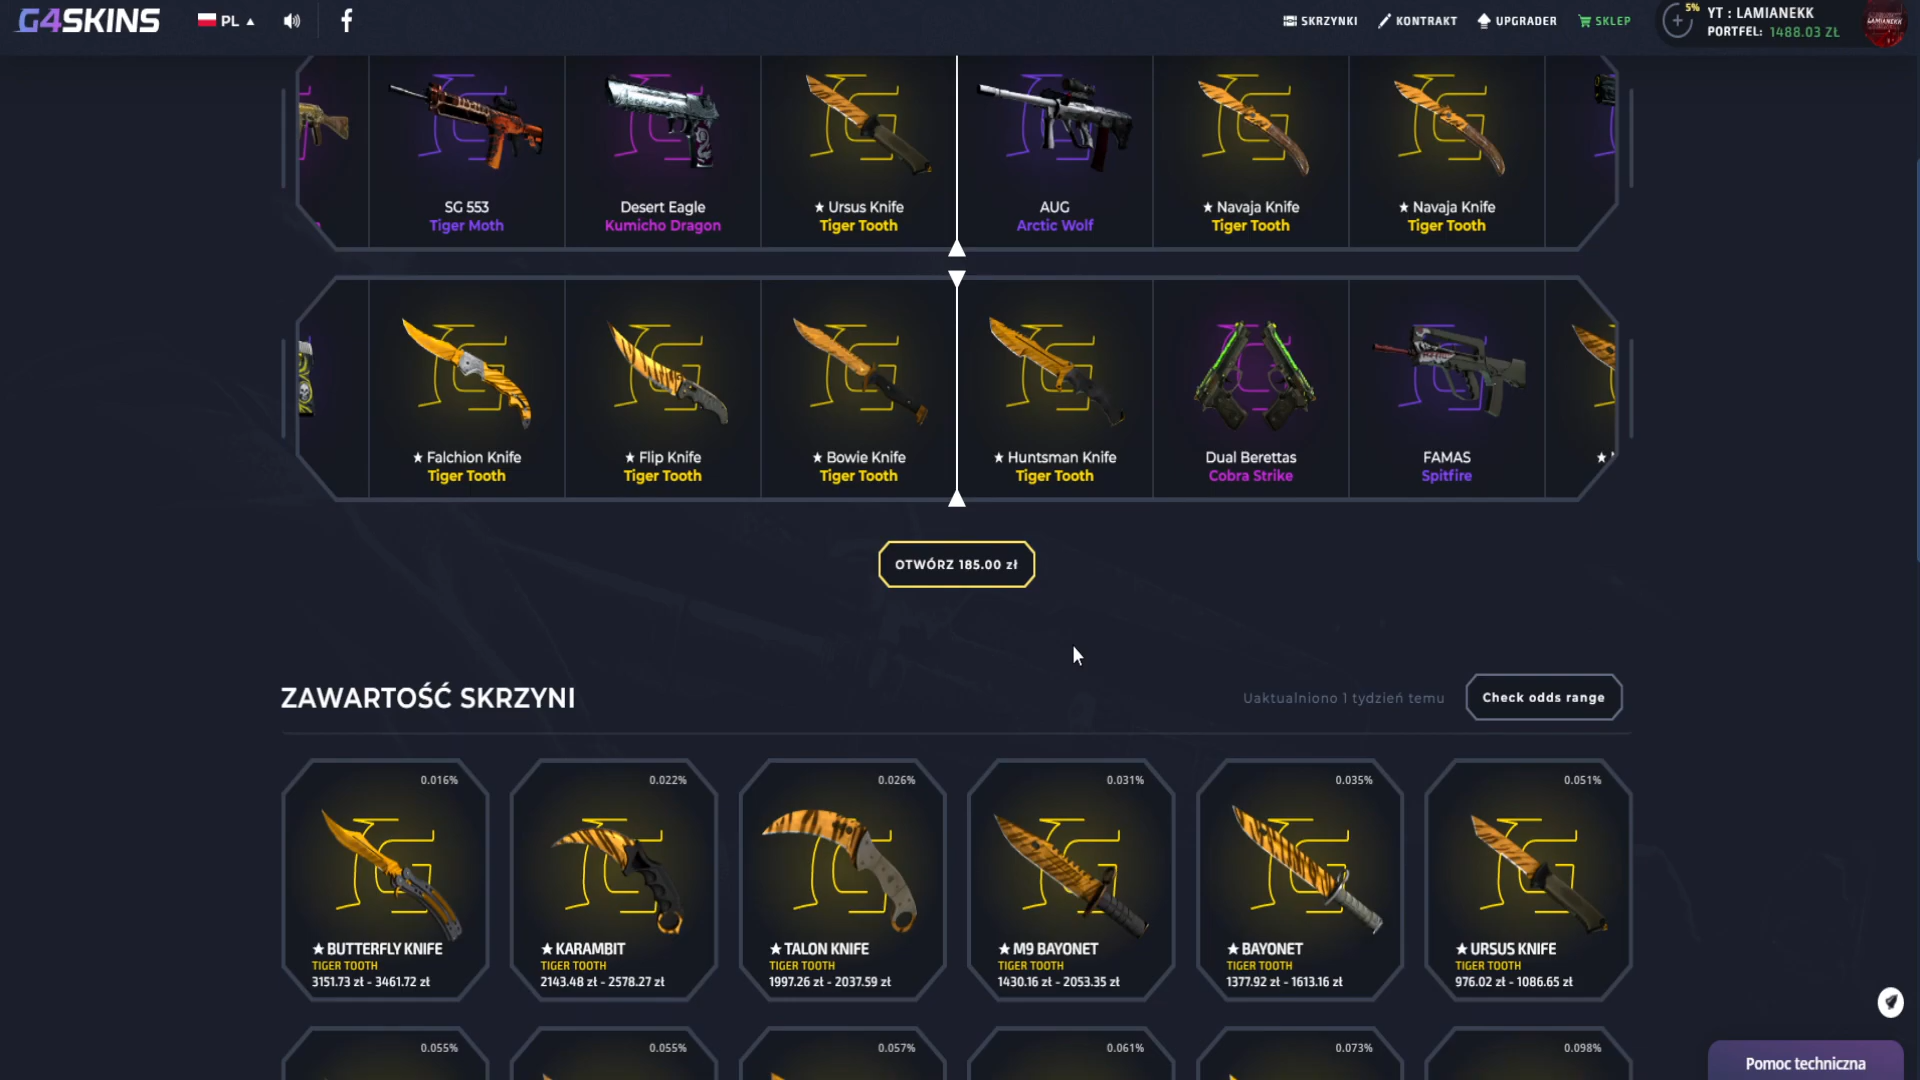 G4SKINS
PL
SKRZYNKI
KONTRAKT
UPGRADER
SKLEP
5%
YT : LAMIANEKK
PORTFEL: 1488.03 ZŁ
LAMIANEKK
SG 553
Tiger Moth
Desert Eagle
Kumicho Dragon
★ Ursus Knife
Tiger Tooth
AUG
Arctic Wolf
★ Navaja Knife
Tiger Tooth
★ Navaja Knife
Tiger Tooth
★ Falchion Knife
Tiger Tooth
★ Flip Knife
Tiger Tooth
★ Bowie Knife
Tiger Tooth
★ Huntsman Knife
Tiger Tooth
Dual Berettas
Cobra Strike
FAMAS
Spitfire
OTWÓRZ 185.00 zł
ZAWARTOŚĆ SKRZYNI
Uaktualniono 1 tydzień temu
Check odds range
0.016%
★ BUTTERFLY KNIFE
TIGER TOOTH
3151.73 zł - 3461.72 zł
0.022%
★ KARAMBIT
TIGER TOOTH
2143.48 zł - 2578.27 zł
0.026%
★ TALON KNIFE
TIGER TOOTH
1997.26 zł - 2037.59 zł
0.031%
★ M9 BAYONET
TIGER TOOTH
1430.16 zł - 2053.35 zł
0.035%
★ BAYONET
TIGER TOOTH
1377.92 zł - 1613.16 zł
0.051%
★ URSUS KNIFE
TIGER TOOTH
976.02 zł - 1086.65 zł
0.055%
0.055%
0.057%
0.061%
0.073%
0.098%
Pomoc techniczna